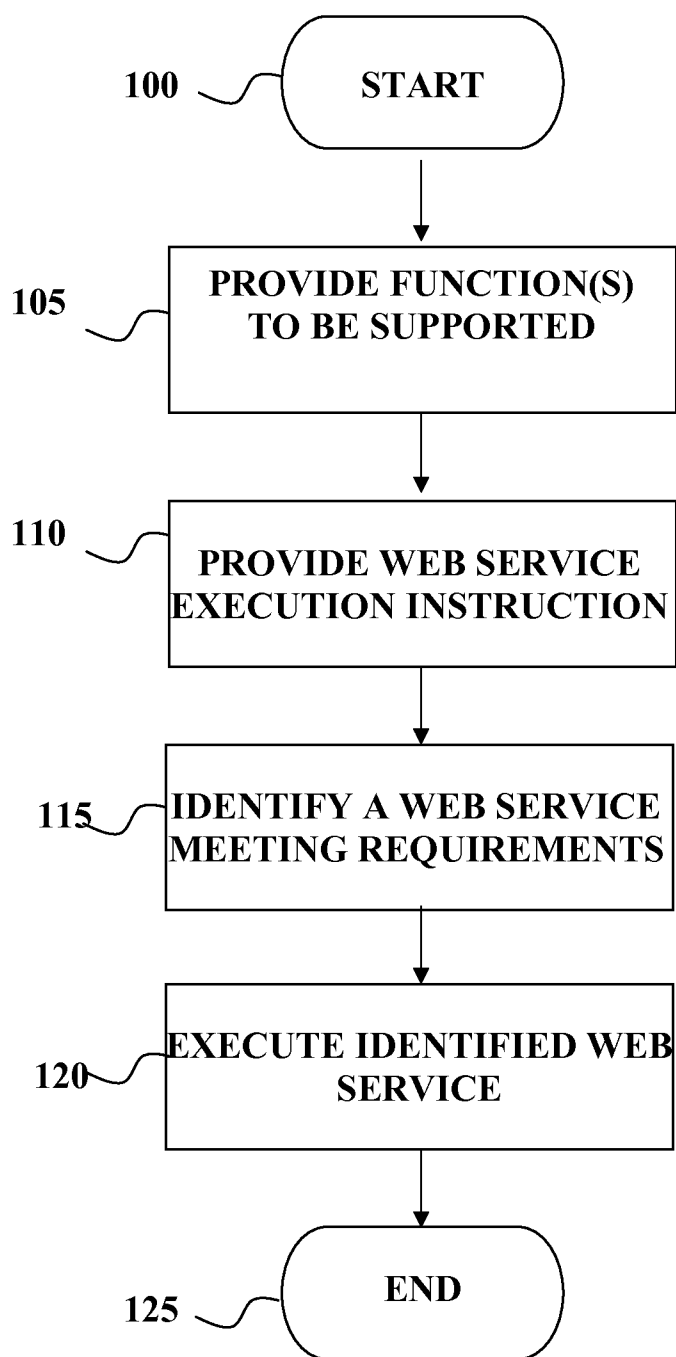 100
START
105
PROVIDE FUNCTION(S)
TO BE SUPPORTED
110
PROVIDE WEB SERVICE
EXECUTION INSTRUCTION
115
IDENTIFY A WEB SERVICE
MEETING REQUIREMENTS
120
EXECUTE IDENTIFIED WEB
SERVICE
125
END